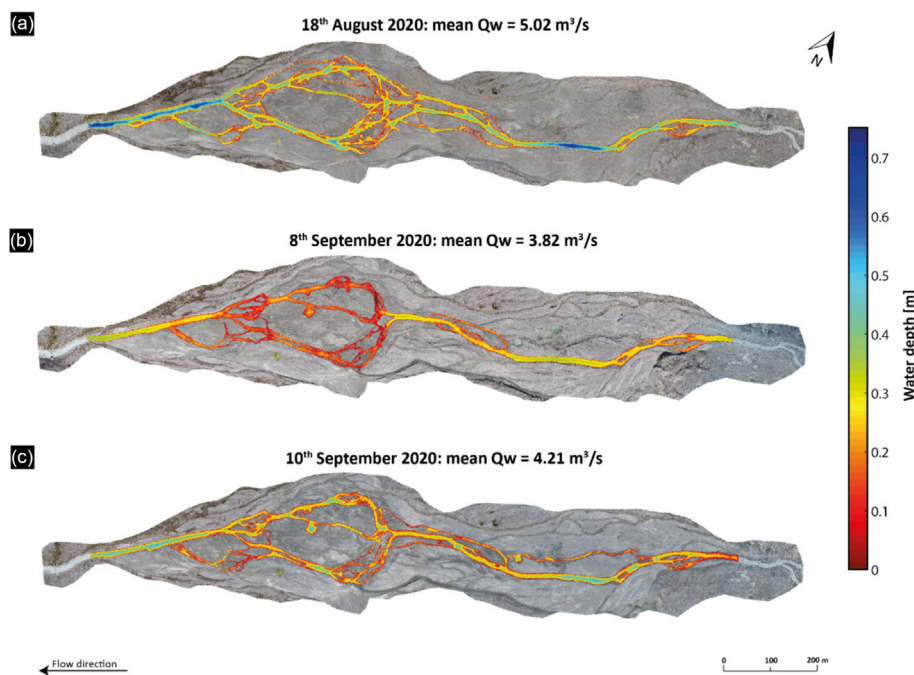 (a)
18th August 2020: mean Qw = 5.02 m³/s
N
(b)
8th September 2020: mean Qw = 3.82 m³/s
(c)
10th September 2020: mean Qw = 4.21 m³/s
0.7
0.6
0.5
0.4
0.3
0.2
0.1
0
Water depth [m]
Flow direction
0 100 200 m